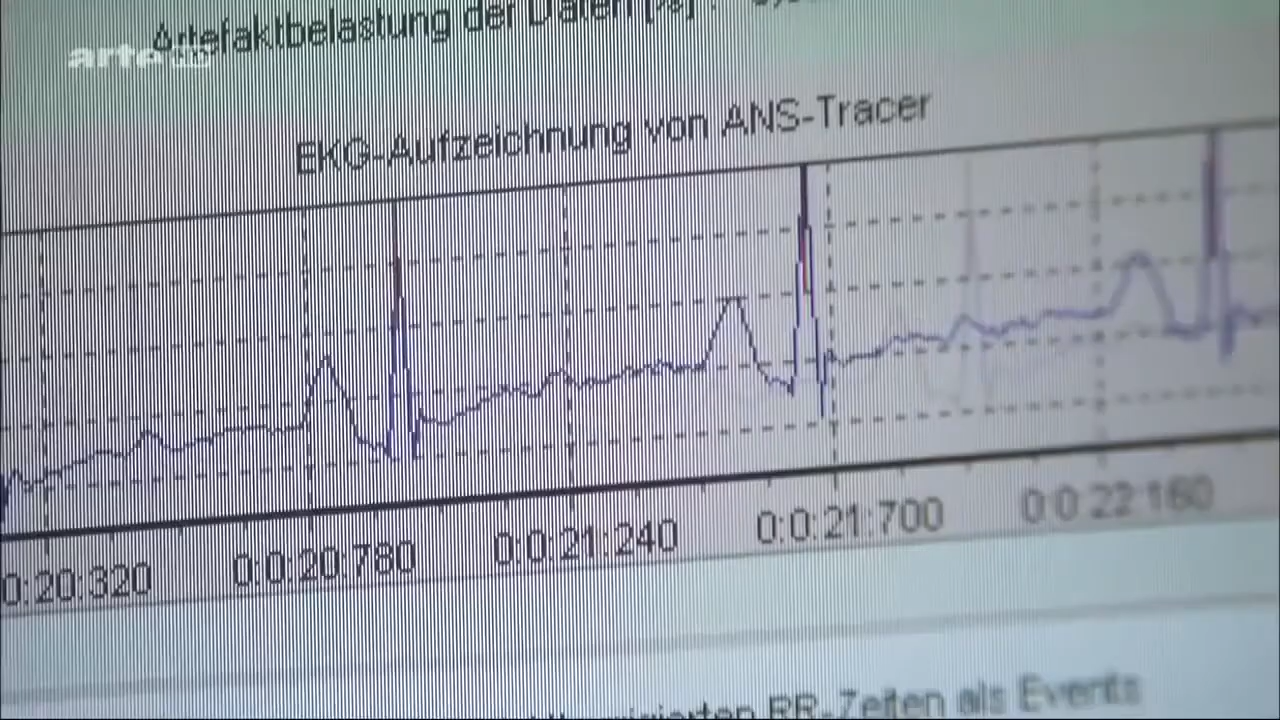 Artefaktbelastung der Daten [%] :
arte HD
EKG-Aufzeichnung von ANS-Tracer
0:20:320 0:0:20:780 0:0:21:240 0:0:21:700 0:0:22:160
RR-Zeiten als Events